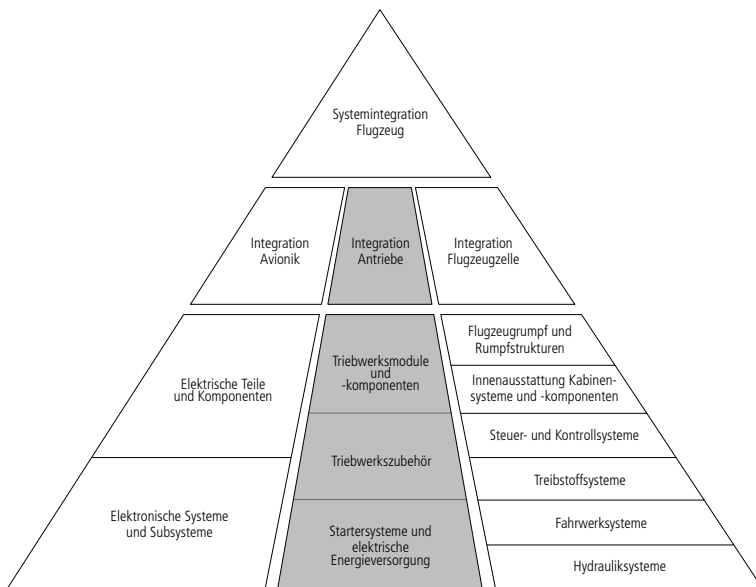 Systemintegration
Flugzeug
Integration
Avionik
Integration
Antriebe
Integration
Flugzeugzelle
Elektrische Teile
und Komponenten
Elektronische Systeme
und Subsysteme
Triebwerksmodule
und
-komponenten
Triebwerkszubehör
Startersysteme und
elektrische
Energieversorgung
Flugzeugrumpf und
Rumpfstrukturen
Innenausstattung Kabinen-
systeme und -komponenten
Steuer- und Kontrollsysteme
Treibstoffsysteme
Fahrwerksysteme
Hydrauliksysteme